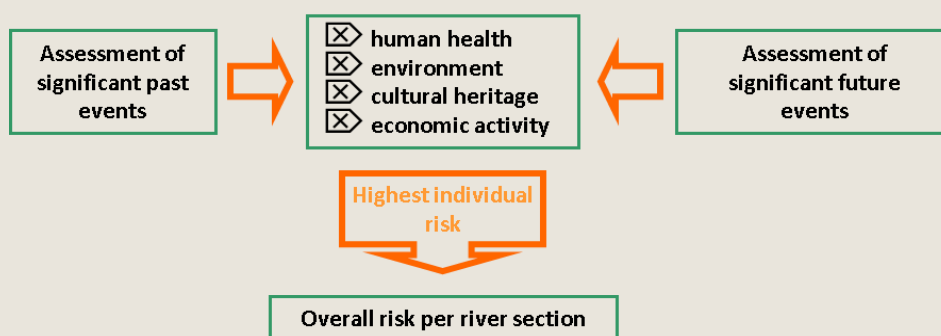 Assessment of
significant past
events
human health
environment
cultural heritage
economic activity
Assessment of
significant future
events
Highest individual
risk
Overall risk per river section